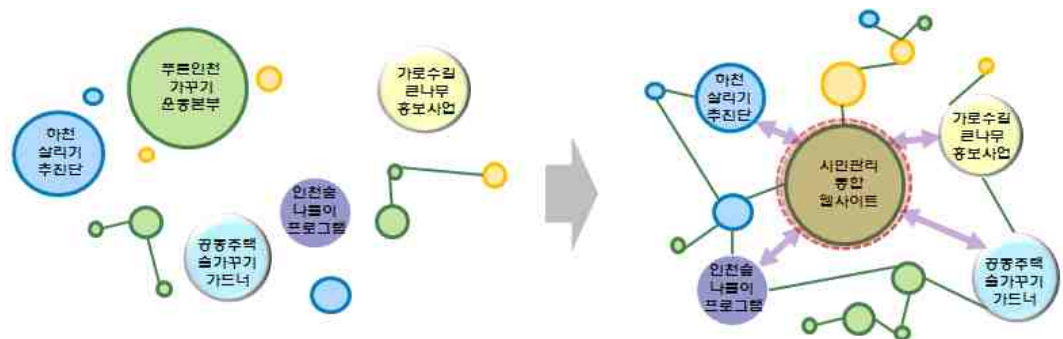 푸른인천
가꾸기
운동본부
가로수길
큰나무
홍보사업
하천
살리기
추진단
인천숲
나들이
프로그램
공동주택
숲가꾸기
가드너
하천
살리기
추진단
가로수길
큰나무
홍보사업
시민관리
통합
웹사이트
인천숲
나들이
프로그램
공동주택
숲가꾸기
가드너